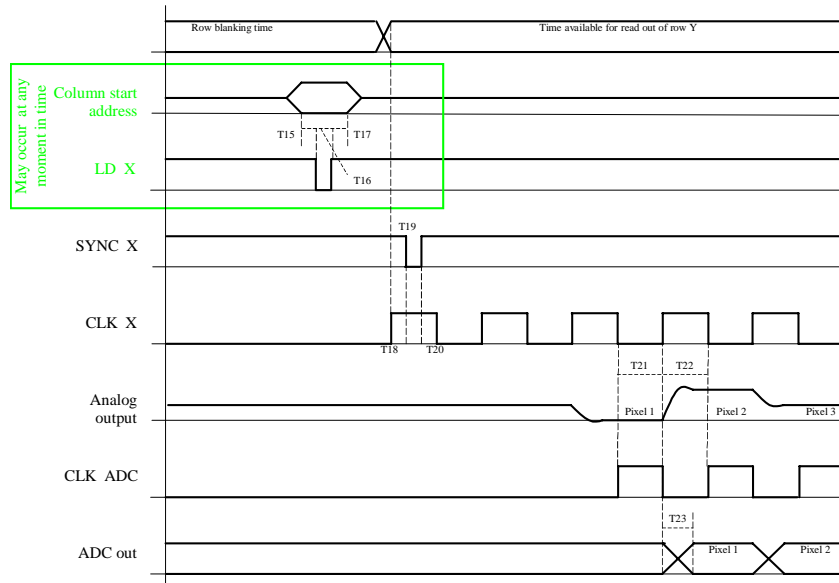 Row blanking time
Time available for read out of row Y
May occur at any
moment in time
Column start
address
T15
T17
LD X
T16
T19
SYNC X
CLK X
T18
T20
T21
T22
Analog
output
Pixel 1
Pixel 2
Pixel 3
CLK ADC
T23
ADC out
Pixel 1
Pixel 2